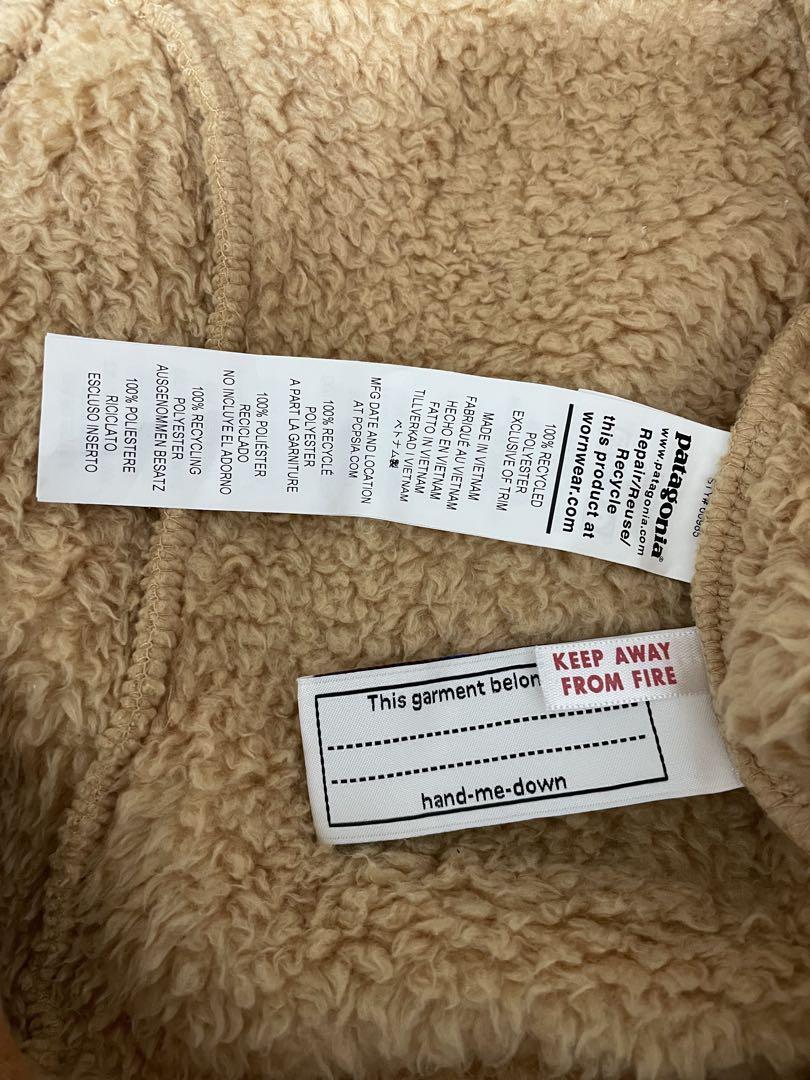 patagonia®
www.patagonia.com
Repair/Reuse/
Recycle
this product at
wornwear.com
100% RECYCLED
POLYESTER
EXCLUSIVE OF TRIM
MADE IN VIETNAM
FABRIQUÉ AU VIETNAM
HECHO EN VIETNAM
FATTO IN VIETNAM
TILLVERKAD I VIETNAM
ベトナム製
MFG DATE AND LOCATION
AT POPSIA.COM
100% RECYCLÉ
POLYESTER
A PART LA GARNITURE
100% POLIÉSTER
RECICLADO
NO INCLUYE EL ADORNO
100% RECYCLING
POLYESTER
AUSGENOMMEN BESATZ
100% POLIESTERE
RICICLATO
ESCLUSO INSERTO
KEEP AWAY
FROM FIRE
This garment belon
hand-me-down